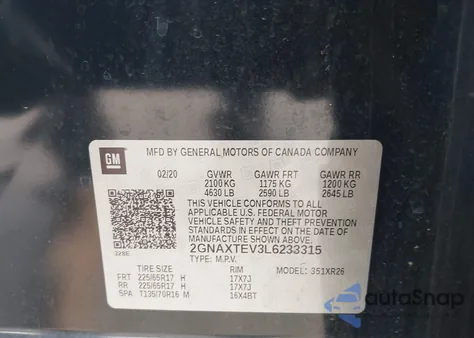 GM
MFD. BY GENERAL MOTORS OF CANADA COMPANY
02/20 GVWR GAWR FRT GAWR RR
2100 KG 1175 KG 1200 KG
4630 LB 2590 LB 2645 LB
THIS VEHICLE CONFORMS TO ALL
APPLICABLE U.S. FEDERAL MOTOR
VEHICLE SAFETY AND THEFT PREVENTION
STANDARDS IN EFFECT ON THE DATE OF
MANUFACTURE SHOWN ABOVE.
328E
2GNAXTEV3L6233315
TYPE: M.P.V. MODEL: 351XR26
TIRE SIZE RIM
FRT 225/65R17 H 17X7J
RR 225/65R17 H 17X7J
SPA T135/70R16 M 16X4BT
autoSnap